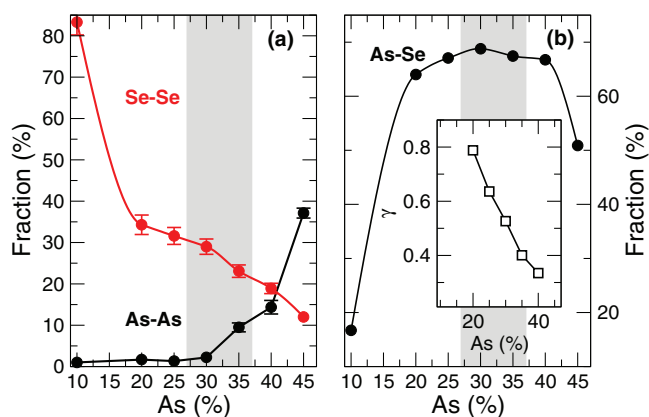 (a)
Se-Se
As-As
Fraction (%)
80
70
60
50
40
30
20
10
0
10 15 20 25 30 35 40 45
As (%)
(b)
As-Se
Fraction (%)
60
40
20
10 15 20 25 30 35 40 45
As (%)
γ
0.8
0.6
0.4
20 30 40
As (%)